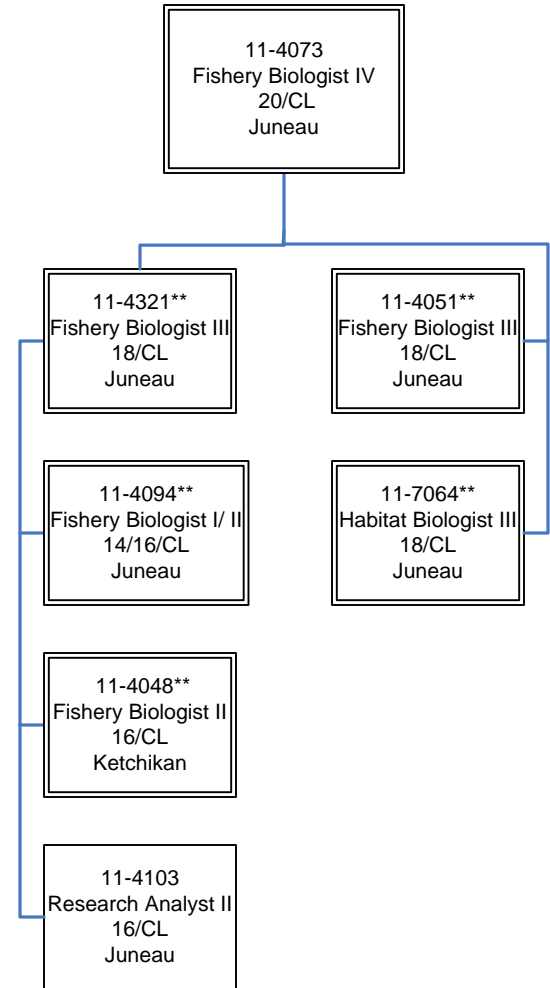 11-4073
Fishery Biologist IV
20/CL
Juneau
11-4321**
Fishery Biologist III
18/CL
Juneau
11-4051**
Fishery Biologist III
18/CL
Juneau
11-4094**
Fishery Biologist I/ II
14/16/CL
Juneau
11-7064**
Habitat Biologist III
18/CL
Juneau
11-4048**
Fishery Biologist II
16/CL
Ketchikan
11-4103
Research Analyst II
16/CL
Juneau